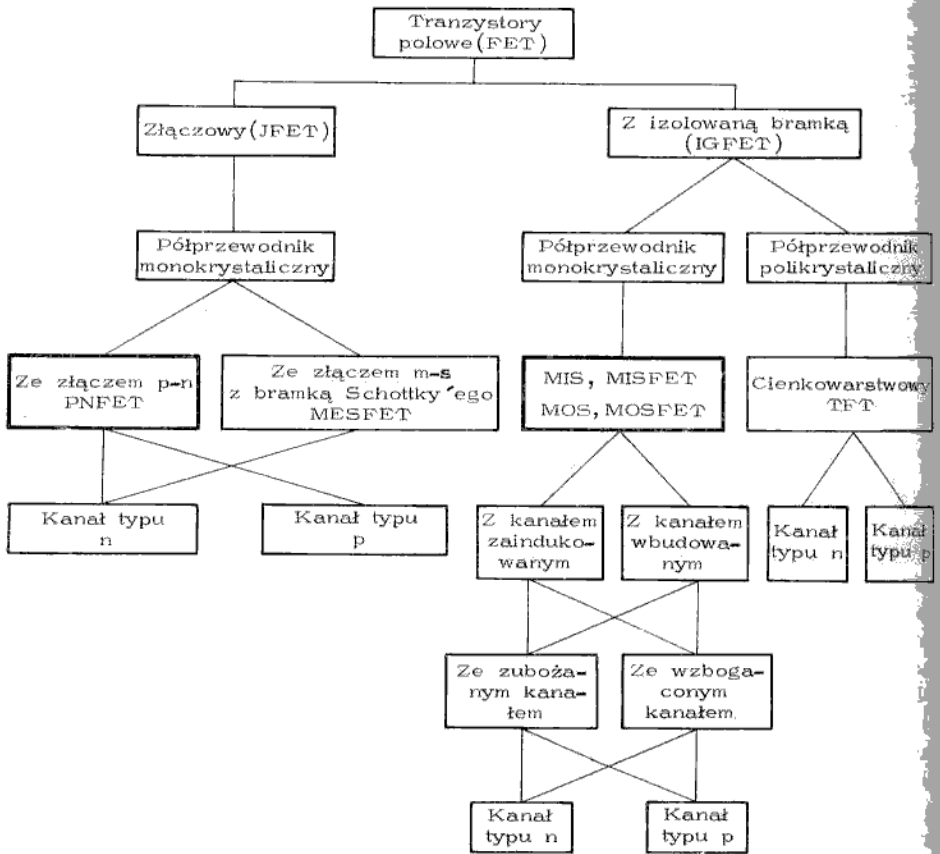 Tranzystory
polowe(FET)
Złączowy(JFET)
Z izolowaną bramką
(IGFET)
Półprzewodnik
monokrystaliczny
Półprzewodnik
monokrystaliczny
Półprzewodnik
polikrystaliczny
Ze złączem p-n
PNFET
Ze złączem m-s
z bramką Schottky´ego
MESFET
MIS, MISFET
MOS, MOSFET
Cienkowarstwowy
TFT
Kanał typu
n
Kanał typu
p
Z kanałem
zainduko-
wanym
Z kanałem
wbudowa-
nym
Kanał
typu n
Kanał
typu p
Ze zuboża-
nym kana-
łem
Ze wzboga-
conym
kanałem.
Kanał
typu n
Kanał
typu p